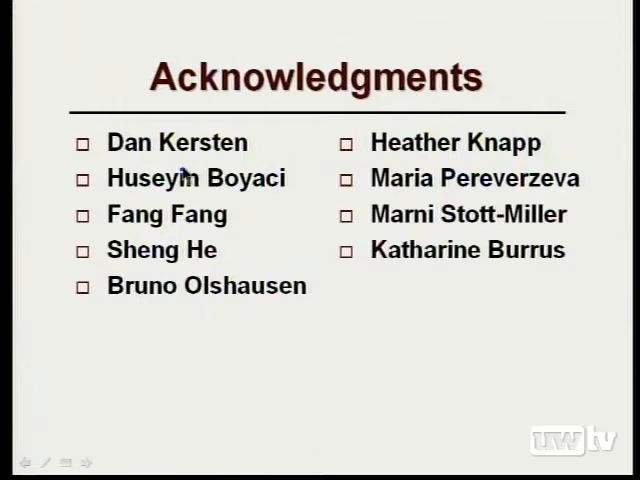 Acknowledgments
Dan Kersten
Huseyin Boyaci
Fang Fang
Sheng He
Bruno Olshausen
Heather Knapp
Maria Pereverzeva
Marni Stott-Miller
Katharine Burrus
uwtv